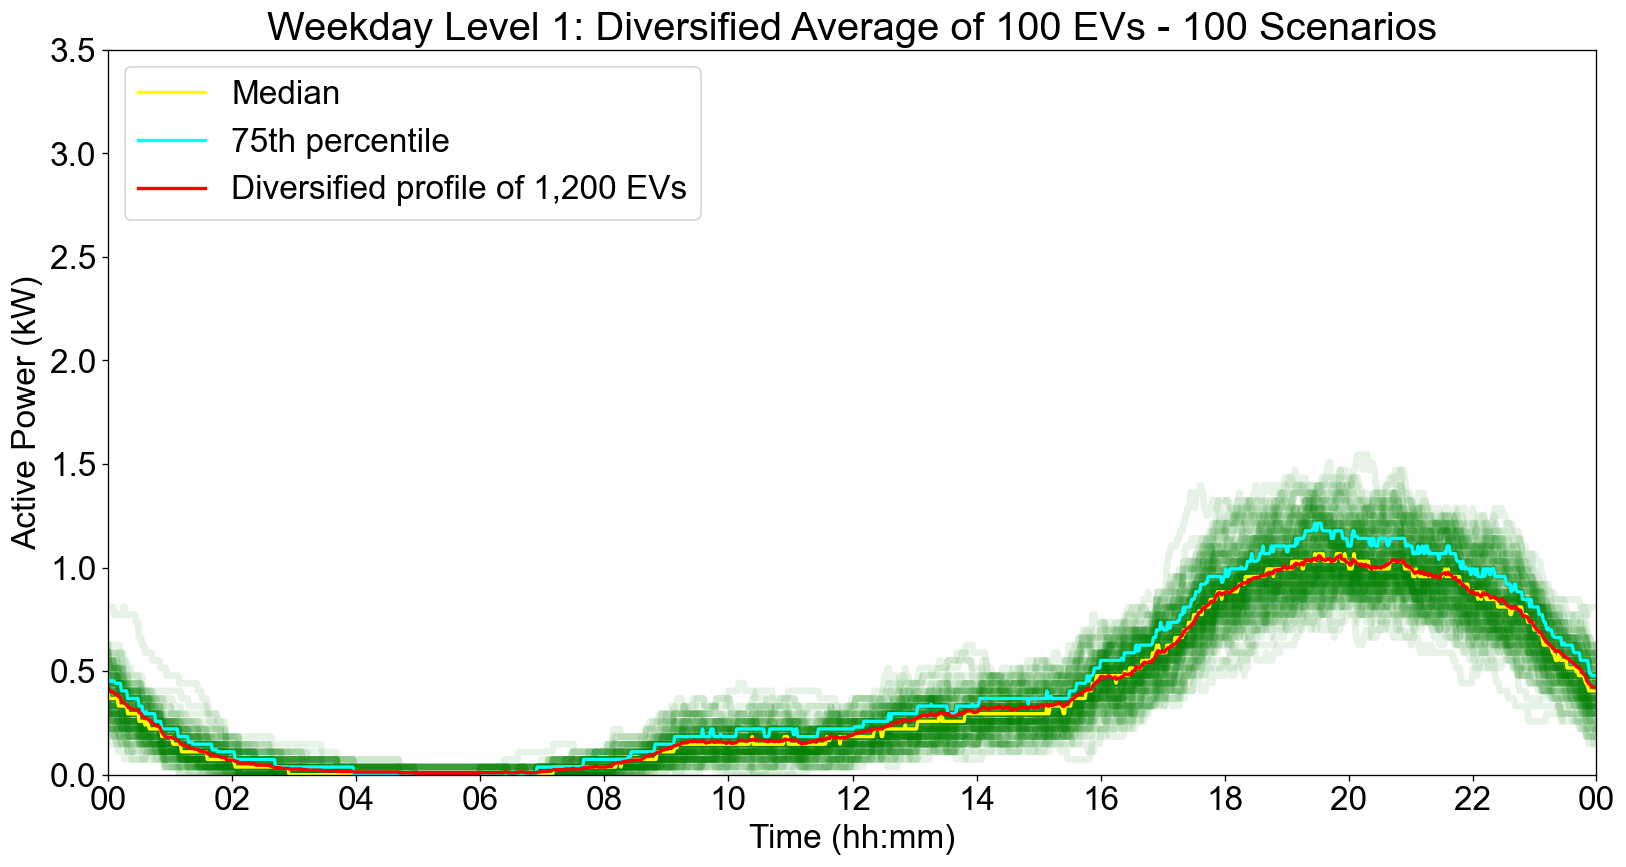 Weekday Level 1: Diversified Average of 100 EVs - 100 Scenarios
3.5
3.0
2.5
2.0
1.5
1.0
0.5
0.0
Active Power (kW)
Median
75th percentile
Diversified profile of 1,200 EVs
00 02 04 06 08 10 12 14 16 18 20 22 00
Time (hh:mm)